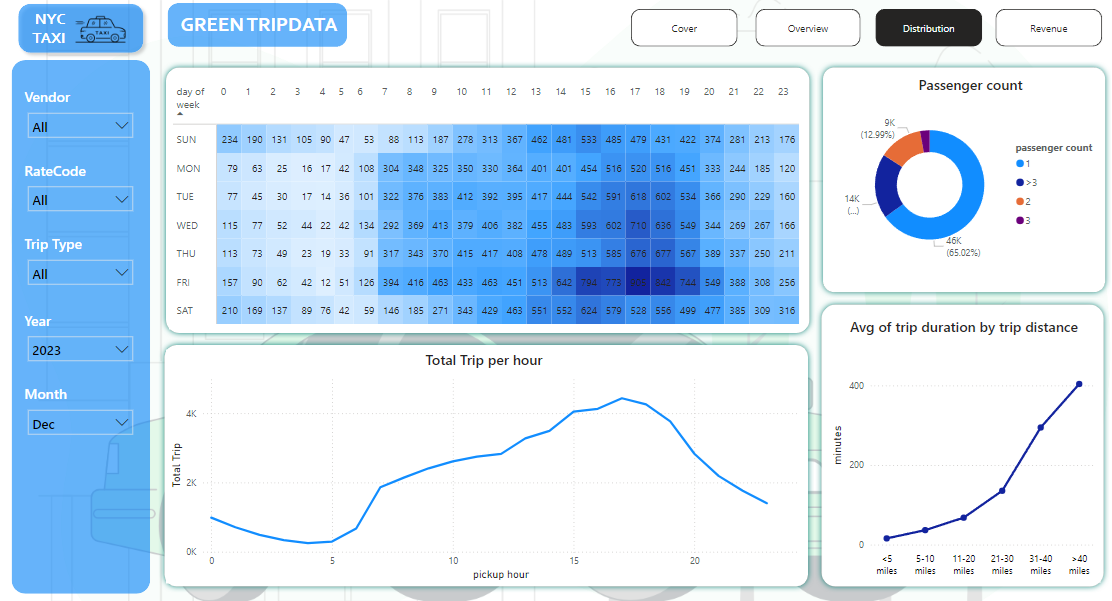 NYC
TAXI
TAXI
GREEN TRIPDATA
Cover
Overview
Distribution
Revenue
Vendor
All
RateCode
All
Trip Type
All
Year
2023
Month
Dec
day of week 0 1 2 3 4 5 6 7 8 9 10 11 12 13 14 15 16 17 18 19 20 21 22 23
SUN 234 190 131 105 90 47 53 88 113 187 278 313 367 462 481 533 485 479 431 422 374 281 213 176
MON 79 63 25 16 17 42 108 304 348 325 350 330 364 401 401 454 516 520 516 451 333 244 185 120
TUE 77 45 30 17 14 36 101 322 376 383 412 392 395 417 444 542 591 618 602 534 366 290 229 160
WED 115 77 52 44 22 42 134 292 369 413 379 406 382 455 483 593 602 710 636 549 344 269 267 166
THU 113 73 49 23 19 33 91 317 343 370 415 417 408 478 489 513 585 676 677 567 389 337 250 211
FRI 157 90 62 42 12 51 126 394 416 463 433 463 451 513 642 794 773 842 744 549 388 308 256
SAT 210 169 137 89 76 42 59 146 185 271 343 429 463 551 552 624 579 528 556 499 477 385 309 316
Passenger count
9K
(12.99%)
14K
(...)
46K
(65.02%)
passenger count
1
>3
2
3
Total Trip per hour
Total Trip
4K
2K
0K
0 5 10 15 20
pickup hour
Avg of trip duration by trip distance
minutes
400
200
0
<5 5-10 11-20 21-30 31-40 >40
miles miles miles miles miles miles